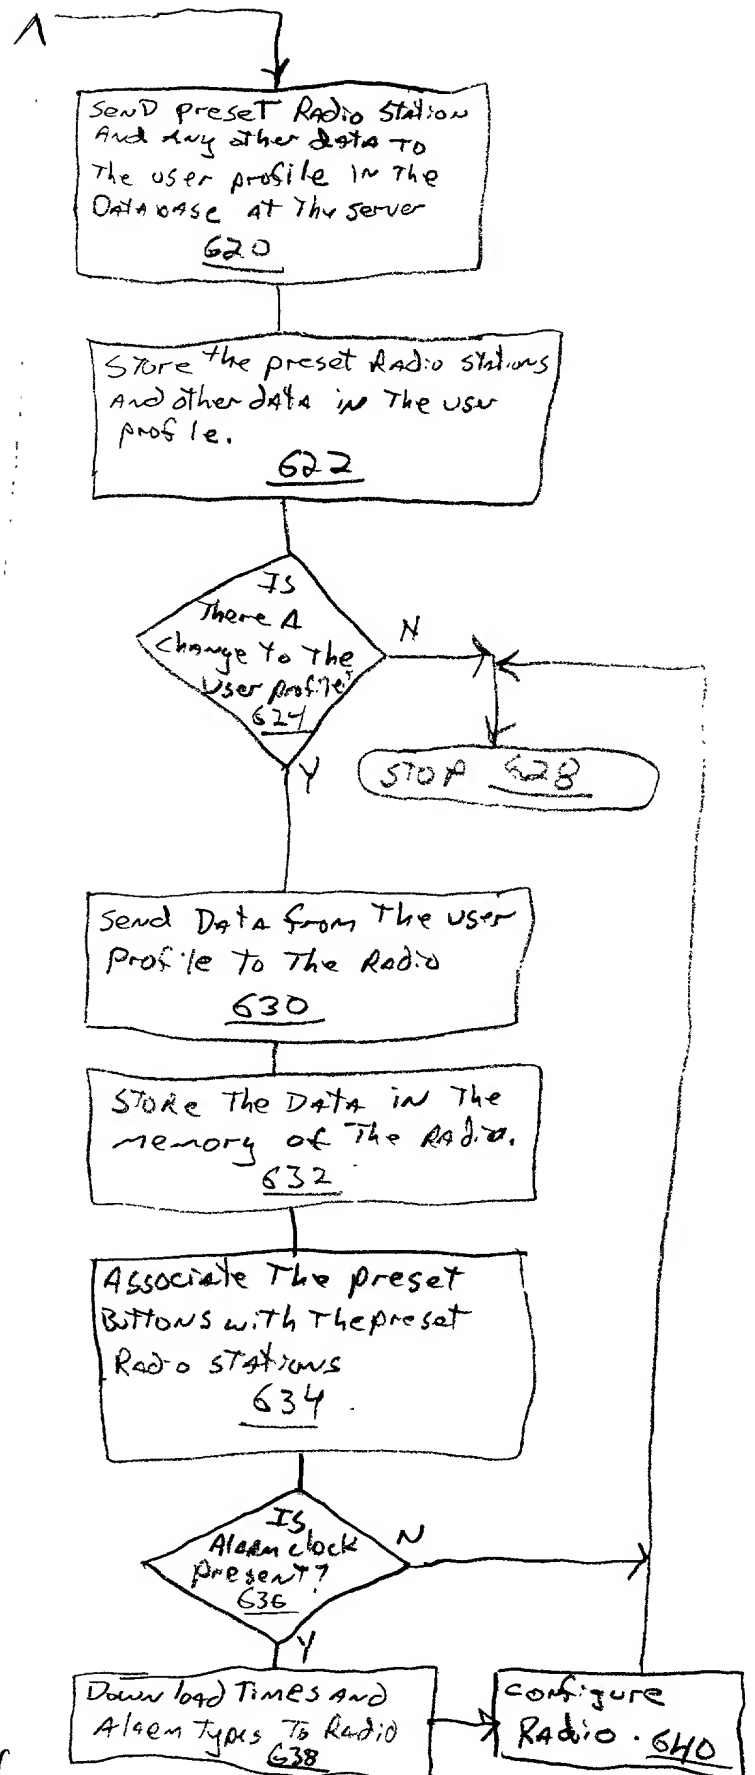 A
Send preset Radio Station
And Any other data to
The user profile in The
Database at The server
620
Store the preset Radio stations
And other data in The user
profile.
622
Is
There A
Change to The
User profile?
624
N
Y
STOP 628
Send Data from The user
Profile To The Radio
630
Store The Data in The
memory of The Radio.
632
Associate The preset
Buttons with The preset
Radio stations
634
Is
Alarm clock
present?
636
N
Y
Download Times And
Alarm Types To Radio
638
configure
Radio. 640